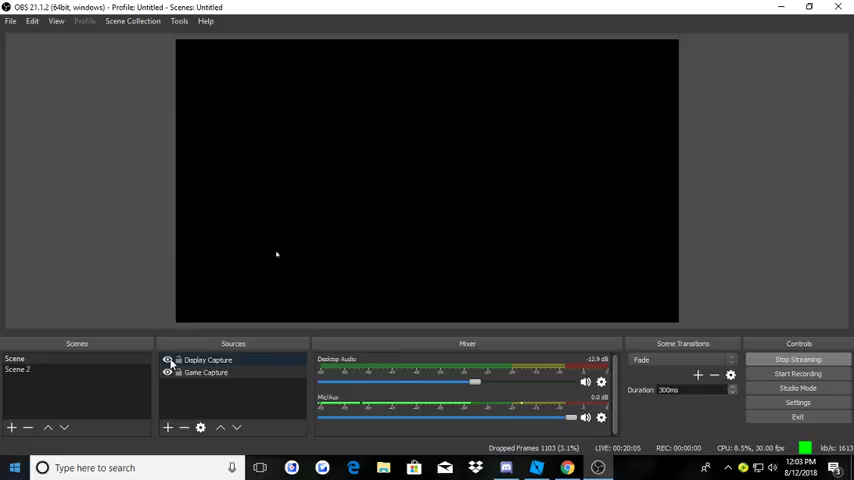 OBS 21.1.2 (64bit, windows) - Profile: Untitled - Scenes: Untitled
File Edit View Profile Scene Collection Tools Help
Scenes Sources Mixer Scene Transitions Controls
Scene
Scene 2
Display Capture
Game Capture
Desktop Audio -12.9 dB
Mic/Aux 0.0 dB
Fade
Duration 300ms
Stop Streaming
Start Recording
Studio Mode
Settings
Exit
Dropped Frames 1103 (3.1%) LIVE: 00:20:05 REC: 00:00:00 CPU: 8.5%, 30.00 fps kb/s: 1613
Type here to search
12:03 PM
8/12/2018